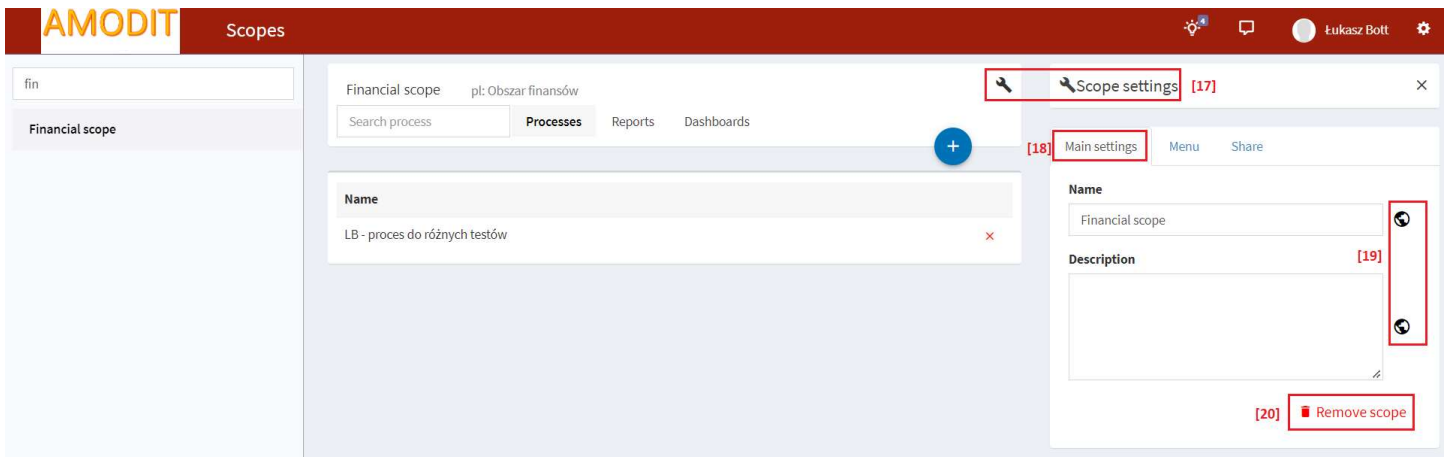 AMODIT
Scopes
4
Łukasz Bott
fin
Financial scope
Financial scope pl: Obszar finansów
Search process Processes Reports Dashboards
+
Name
LB - proces do różnych testów ×
Scope settings [17] ×
[18] Main settings Menu Share
Name
Financial scope
Description [19]
[20] Remove scope